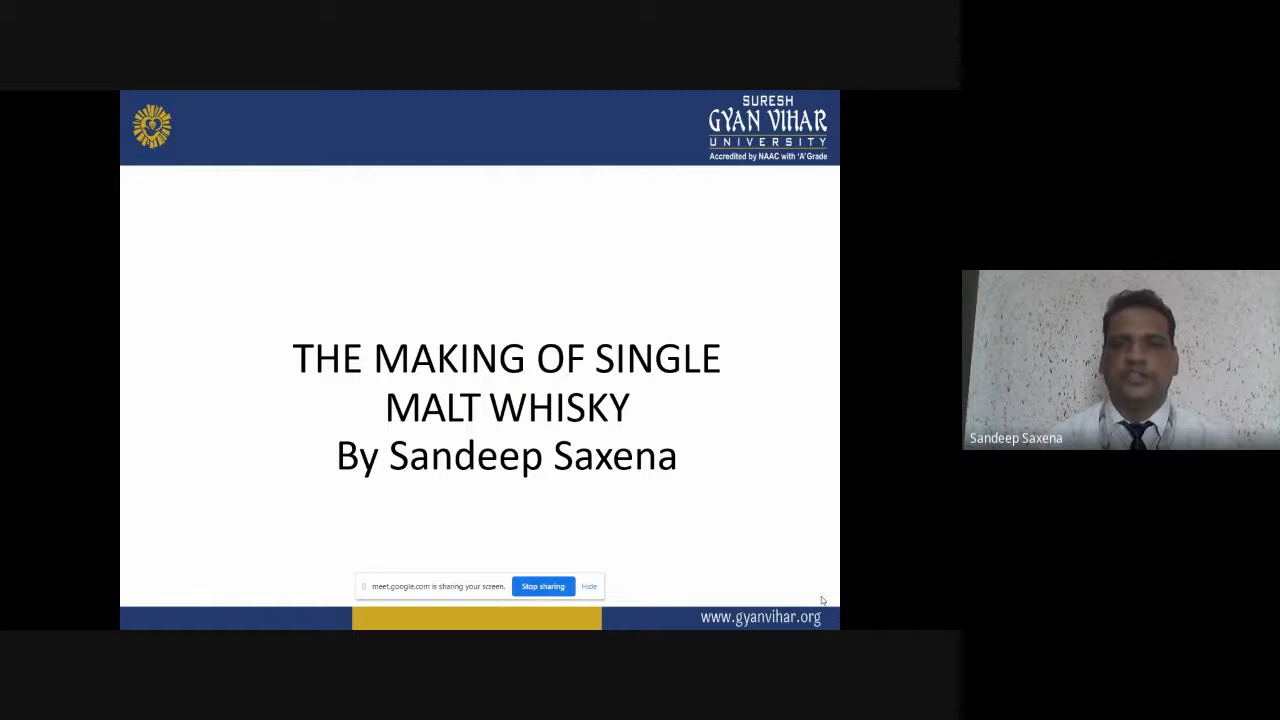 SURESH
GYAN VIHAR
UNIVERSITY
Accredited by NAAC with 'A' Grade
THE MAKING OF SINGLE
MALT WHISKY
By Sandeep Saxena
Sandeep Saxena
meet.google.com is sharing your screen. Stop sharing Hide
www.gyanvihar.org